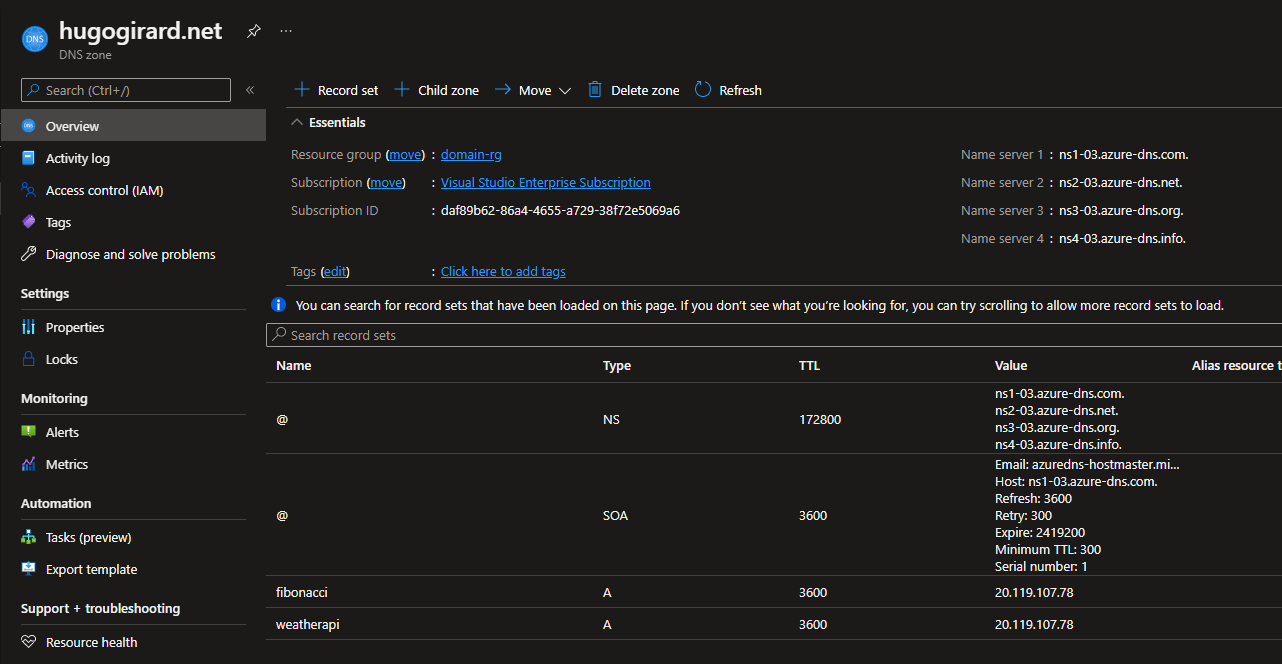 hugogirard.net
DNS
DNS zone
Search (Ctrl+/)
«
Record set
Child zone
Move
Delete zone
Refresh
Overview
Activity log
Access control (IAM)
Tags
Diagnose and solve problems
Settings
Properties
Locks
Monitoring
Alerts
Metrics
Automation
Tasks (preview)
Export template
Support + troubleshooting
Resource health
Essentials
Resource group (move) : domain-rg
Subscription (move) : Visual Studio Enterprise Subscription
Subscription ID : daf89b62-86a4-4655-a729-38f72e5069a6
Name server 1 : ns1-03.azure-dns.com.
Name server 2 : ns2-03.azure-dns.net.
Name server 3 : ns3-03.azure-dns.org.
Name server 4 : ns4-03.azure-dns.info.
Tags (edit) : Click here to add tags
You can search for record sets that have been loaded on this page. If you don't see what you're looking for, you can try scrolling to allow more record sets to load.
Search record sets
Name Type TTL Value Alias resource t
@ NS 172800
ns1-03.azure-dns.com.
ns2-03.azure-dns.net.
ns3-03.azure-dns.org.
ns4-03.azure-dns.info.
@ SOA 3600
Email: azuredns-hostmaster.mi...
Host: ns1-03.azure-dns.com.
Refresh: 3600
Retry: 300
Expire: 2419200
Minimum TTL: 300
Serial number: 1
fibonacci A 3600 20.119.107.78
weatherapi A 3600 20.119.107.78